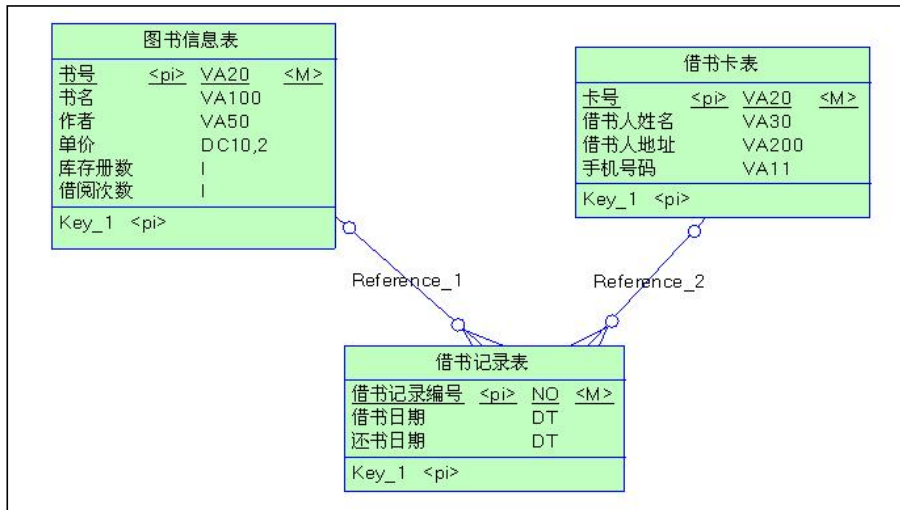 图书信息表
书号 <pi> VA20 <M>
书名 VA100
作者 VA50
单价 DC10,2
库存册数 I
借阅次数 I
Key_1 <pi>
借书卡表
卡号 <pi> VA20 <M>
借书人姓名 VA30
借书人地址 VA200
手机号码 VA11
Key_1 <pi>
Reference_1
Reference_2
借书记录表
借书记录编号 <pi> NO <M>
借书日期 DT
还书日期 DT
Key_1 <pi>